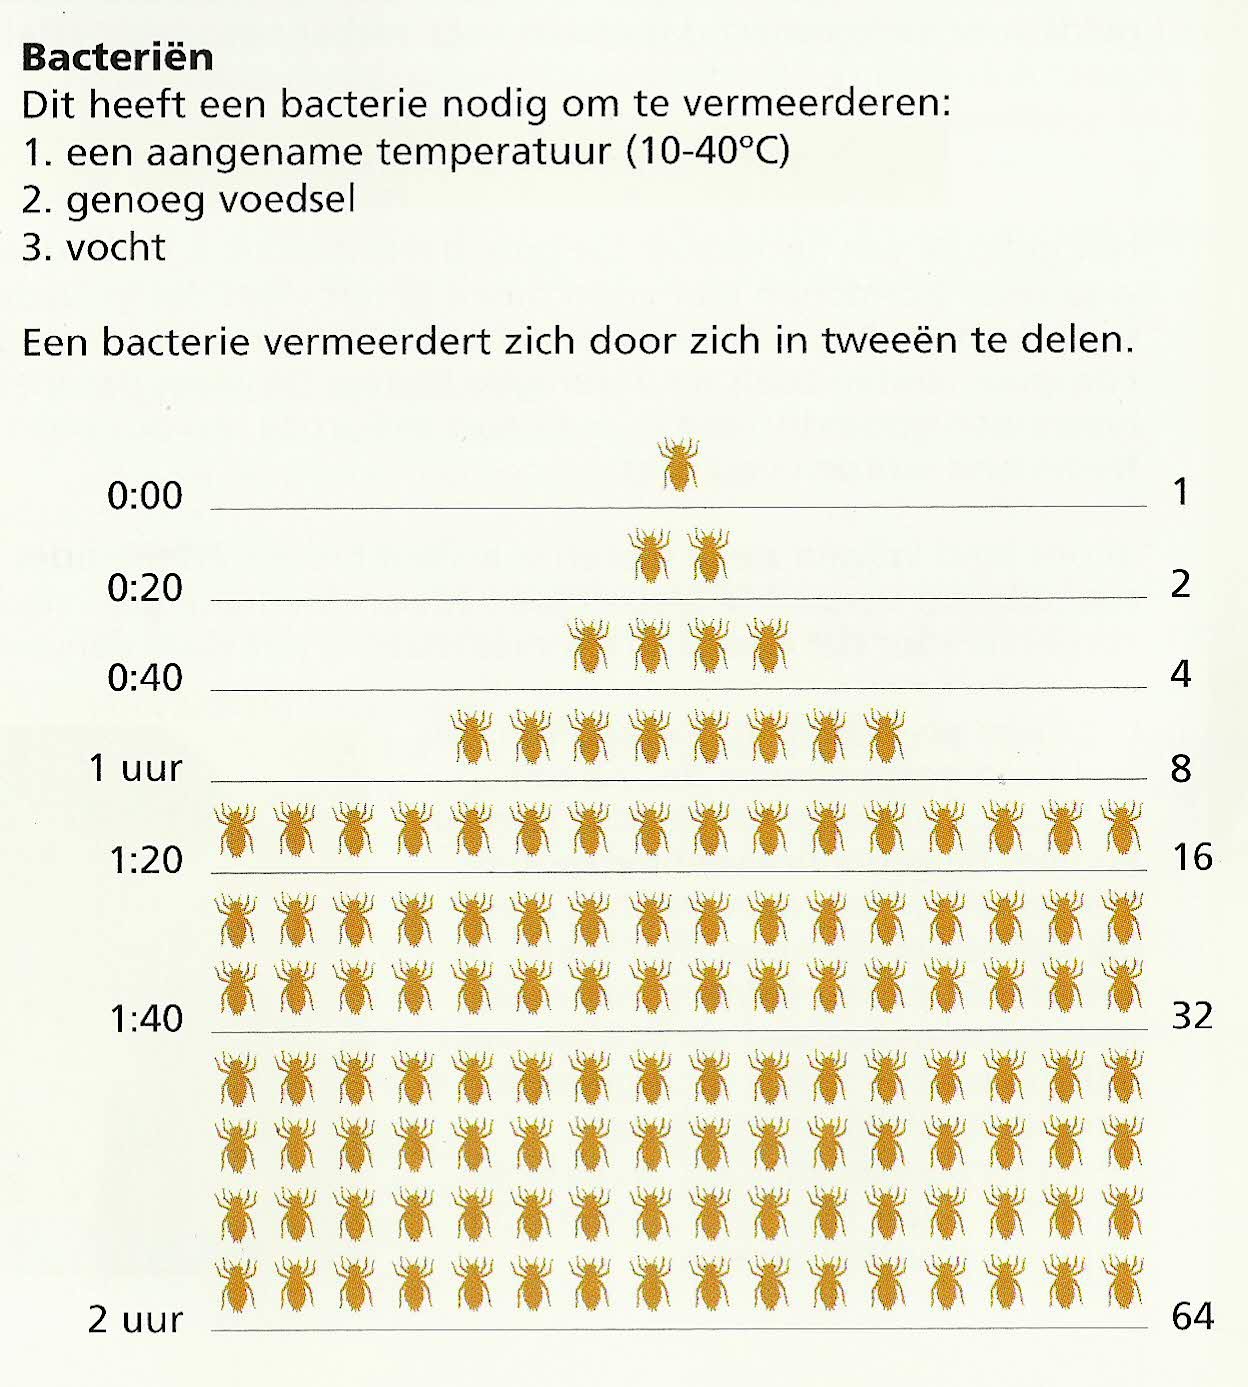 Bacteriën
Dit heeft een bacterie nodig om te vermeerderen:
1. een aangename temperatuur (10-40°C)
2. genoeg voedsel
3. vocht
Een bacterie vermeerdert zich door zich in tweeën te delen.
0:00 1
0:20 2
0:40 4
1 uur 8
1:20 16
1:40 32
2 uur 64